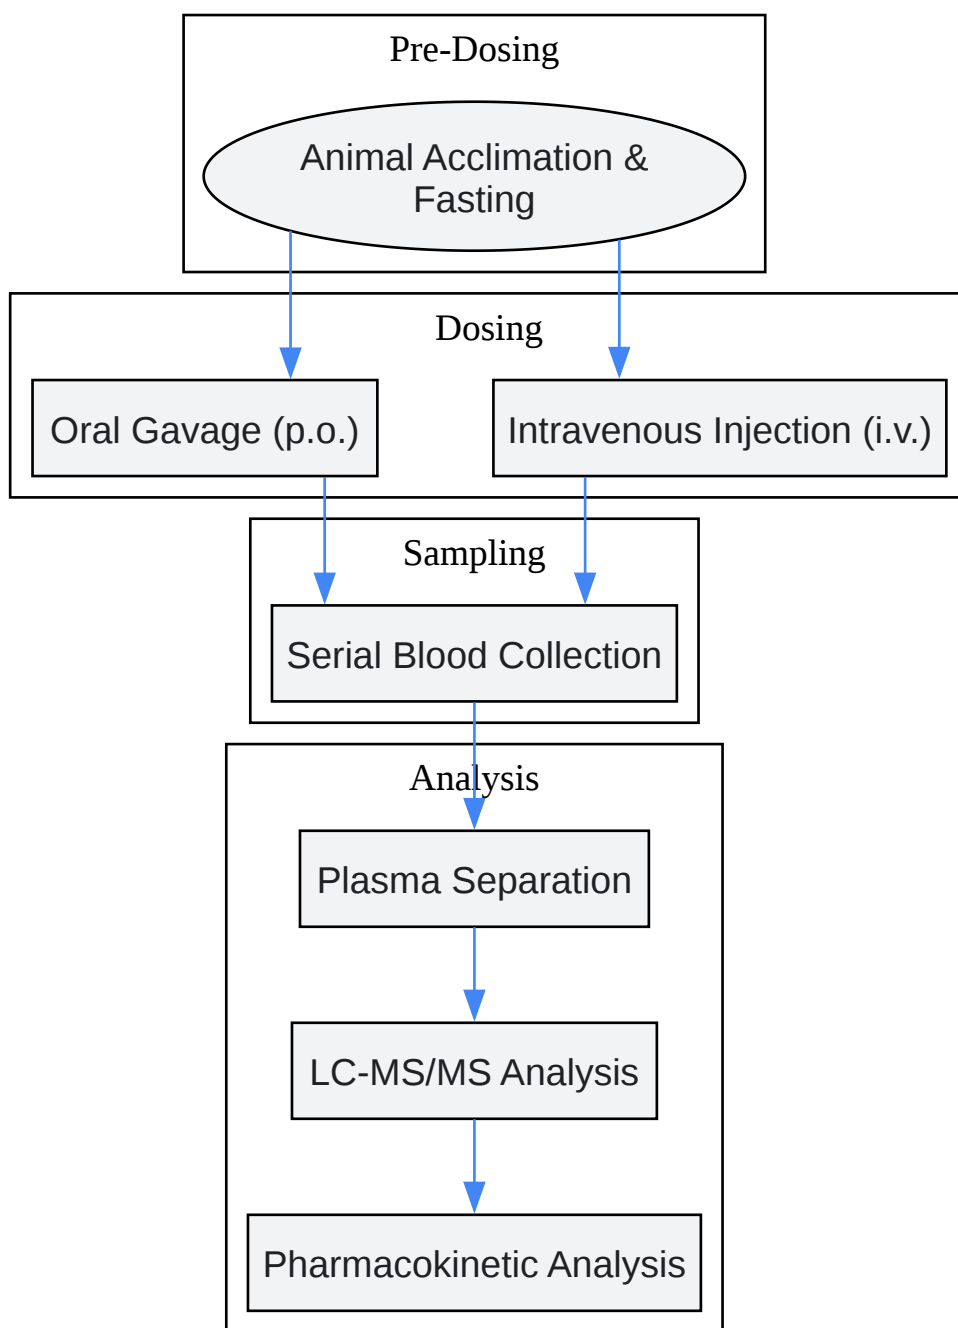 Pre-Dosing
Animal Acclimation &
Fasting
Dosing
Oral Gavage (p.o.)
Intravenous Injection (i.v.)
Sampling
Serial Blood Collection
Analysis
Plasma Separation
LC-MS/MS Analysis
Pharmacokinetic Analysis